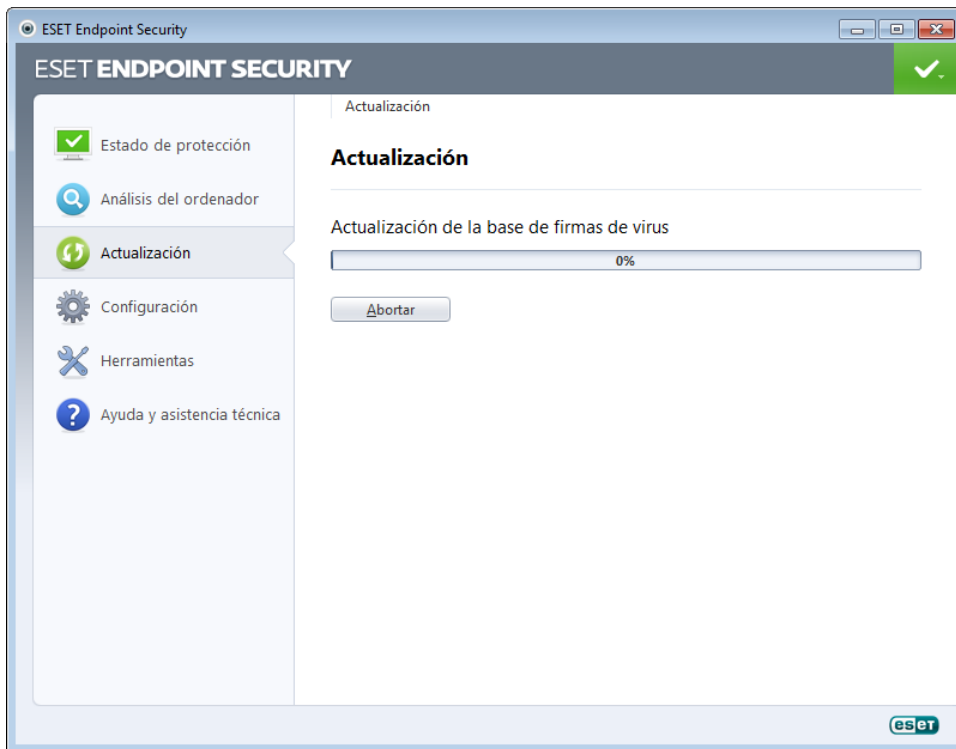 ESET Endpoint Security
ESET ENDPOINT SECURITY
Estado de protección
Análisis del ordenador
Actualización
Configuración
Herramientas
Ayuda y asistencia técnica
Actualización
Actualización
Actualización de la base de firmas de virus
0%
Abortar
eseT